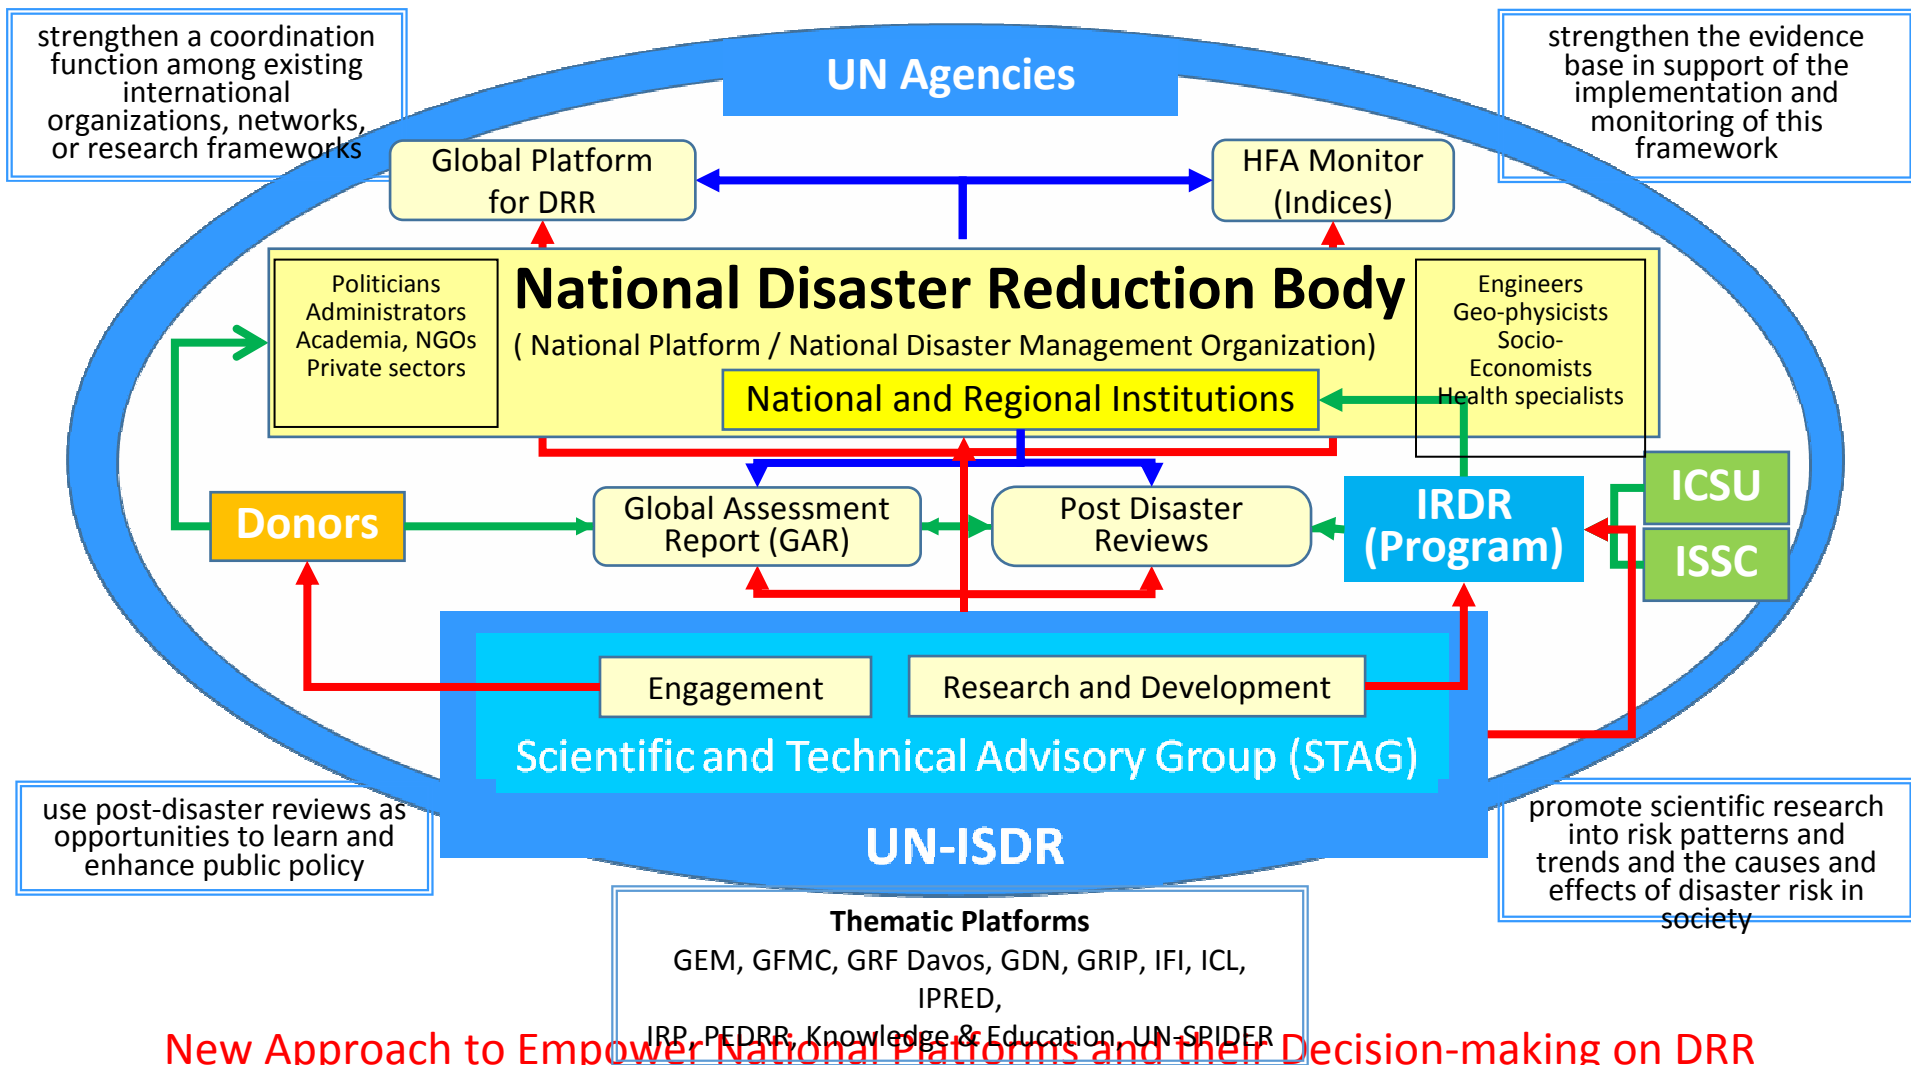 strengthen a coordination
function among existing
international
organizations, networks,
or research frameworks
UN Agencies
strengthen the evidence
base in support of the
implementation and
monitoring of this
framework
Global Platform
for DRR
HFA Monitor
(Indices)
Politicians
Administrators
Academia, NGOs
Private sectors
National Disaster Reduction Body
( National Platform / National Disaster Management Organization)
National and Regional Institutions
Engineers
Geo-physicists
Socio-
Economists
Health specialists
Donors
Global Assessment
Report (GAR)
Post Disaster
Reviews
IRDR
(Program)
ICSU
ISSC
Engagement
Research and Development
Scientific and Technical Advisory Group (STAG)
UN-ISDR
use post-disaster reviews as
opportunities to learn and
enhance public policy
promote scientific research
into risk patterns and
trends and the causes and
effects of disaster risk in
society
Thematic Platforms
GEM, GFMC, GRF Davos, GDN, GRIP, IFI, ICL,
IPRED,
IRP, PEDRR, Knowledge & Education, UN-SPIDER
New Approach to Empower National Platforms and their Decision-making on DRR